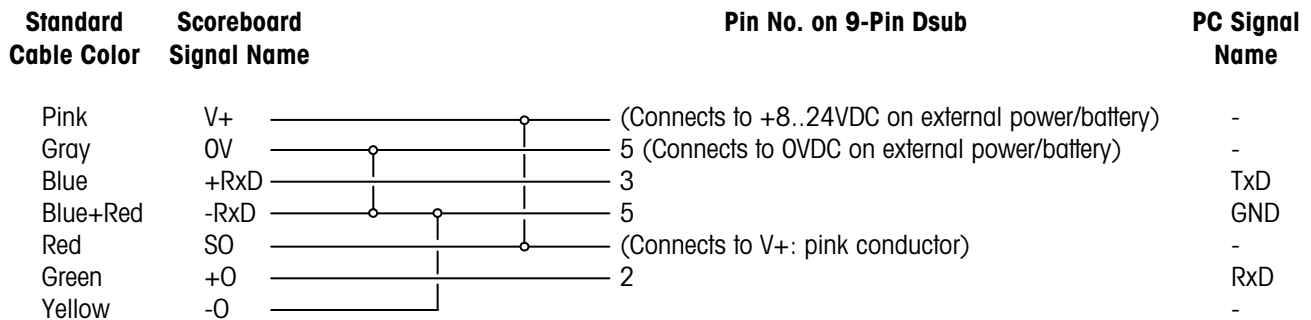 Standard Cable Color Scoreboard Signal Name Pin No. on 9-Pin Dsub PC Signal Name
Pink V+ (Connects to +8..24VDC on external power/battery) -
Gray 0V 5 (Connects to 0VDC on external power/battery) -
Blue +RxD 3 TxD
Blue+Red -RxD 5 GND
Red SO (Connects to V+: pink conductor) -
Green +O 2 RxD
Yellow -O -